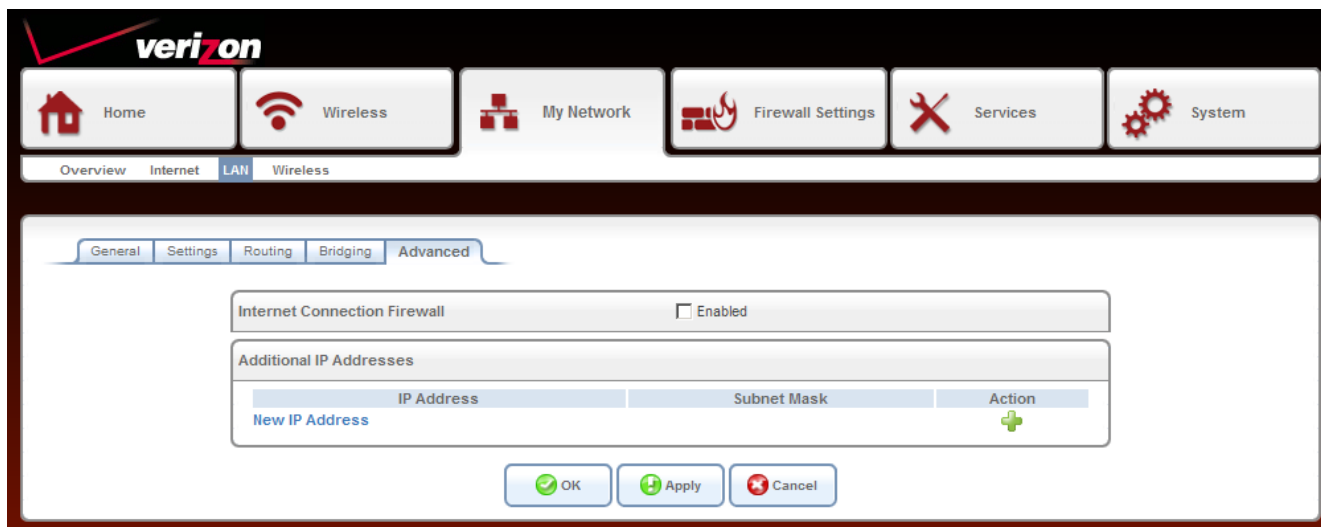 verizon
Home Wireless My Network Firewall Settings Services System
Overview Internet LAN Wireless
General Settings Routing Bridging Advanced
Internet Connection Firewall Enabled
Additional IP Addresses
IP Address Subnet Mask Action
New IP Address
OK Apply Cancel